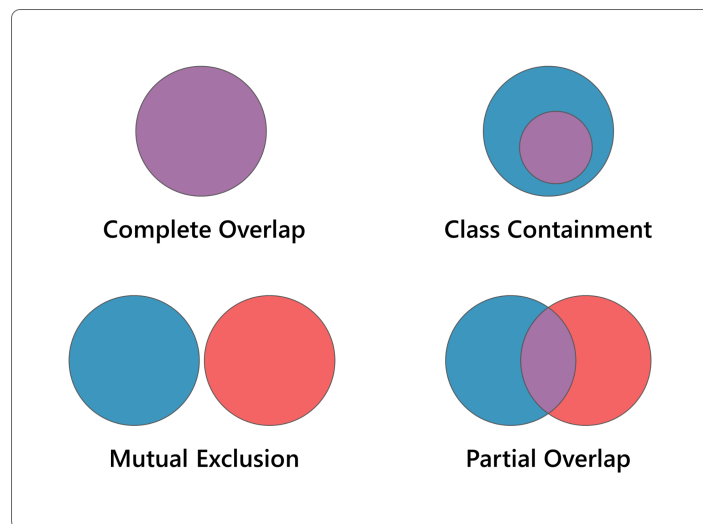 Complete Overlap
Class Containment
Mutual Exclusion
Partial Overlap